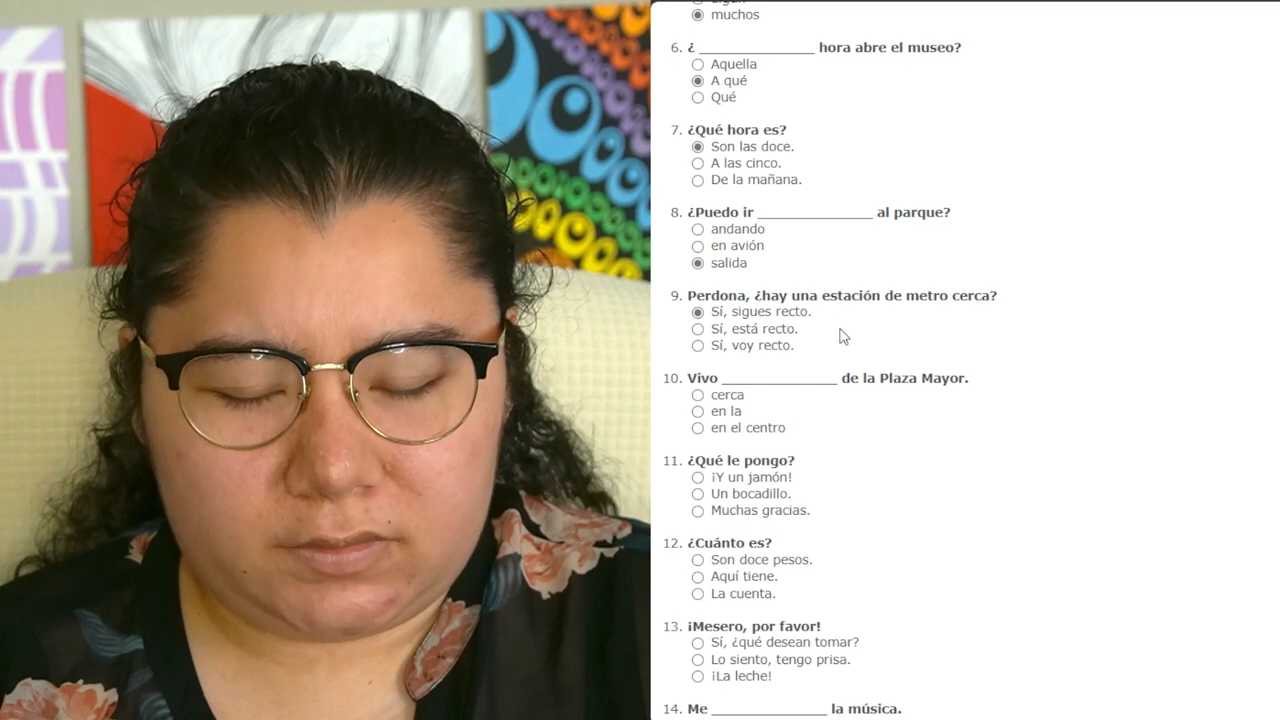 muchos
6. ¿ ______________ hora abre el museo?
Aquella
A qué
Qué
7. ¿Qué hora es?
Son las doce.
A las cinco.
De la mañana.
8. ¿Puedo ir ______________ al parque?
andando
en avión
salida
9. Perdona, ¿hay una estación de metro cerca?
Sí, sigues recto.
Sí, está recto.
Sí, voy recto.
10. Vivo ______________ de la Plaza Mayor.
cerca
en la
en el centro
11. ¿Qué le pongo?
¡Y un jamón!
Un bocadillo.
Muchas gracias.
12. ¿Cuánto es?
Son doce pesos.
Aquí tiene.
La cuenta.
13. ¡Mesero, por favor!
Sí, ¿qué desean tomar?
Lo siento, tengo prisa.
¡La leche!
14. Me ______________ la música.